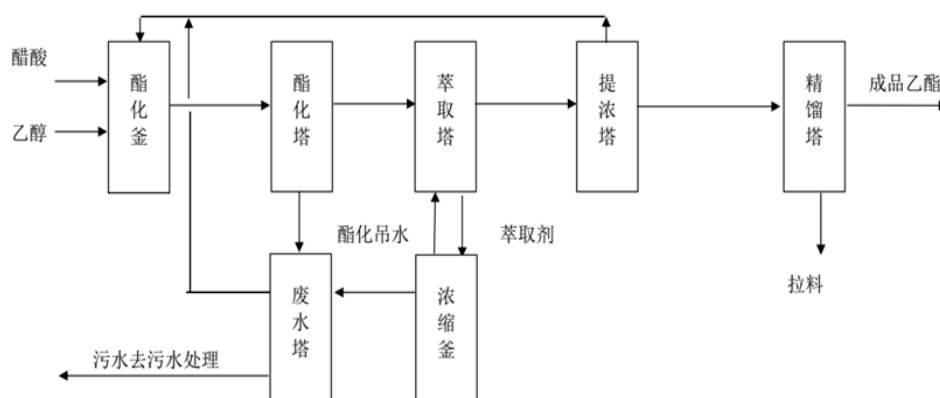 醋酸
乙醇
酯化釜
酯化塔
萃取塔
提浓塔
精馏塔
成品乙酯
酯化吊水
萃取剂
废水塔
浓缩釜
拉料
污水去污水处理